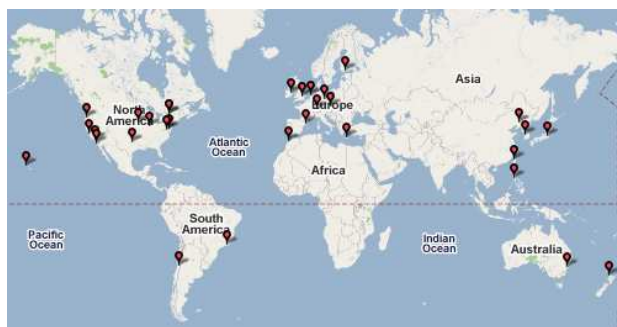 Asia
North
America
Europe
Atlantic
Ocean
Africa
South
America
Pacific
Ocean
Indian
Ocean
Australia